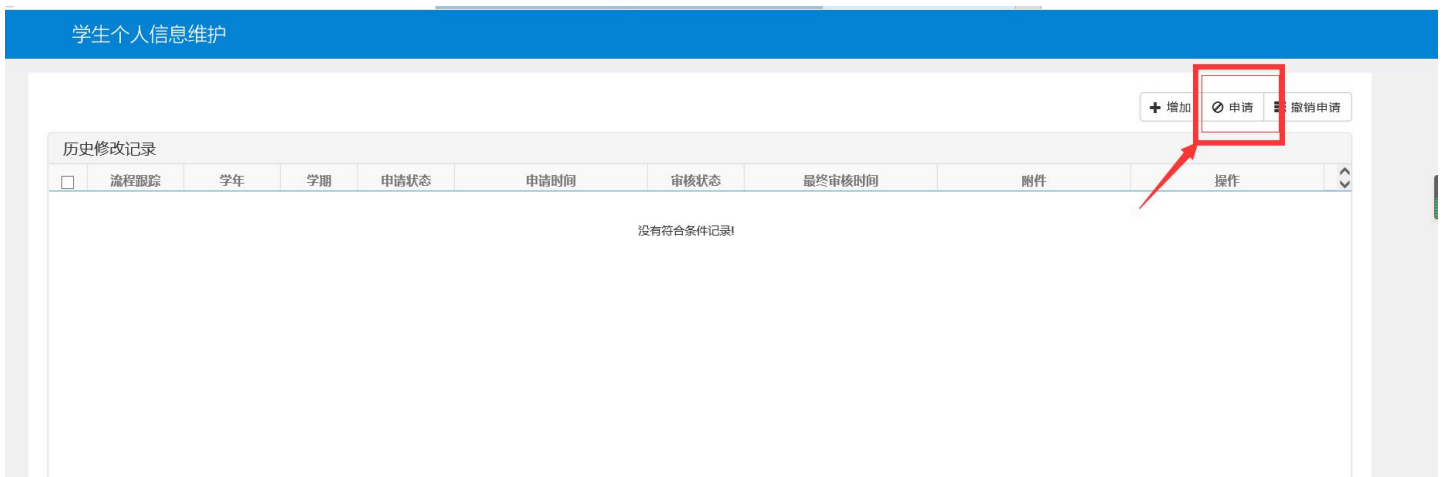 学生个人信息维护
增加 申请 撤销申请
历史修改记录
流程跟踪 学年 学期 申请状态 申请时间 审核状态 最终审核时间 附件 操作
没有符合条件记录!